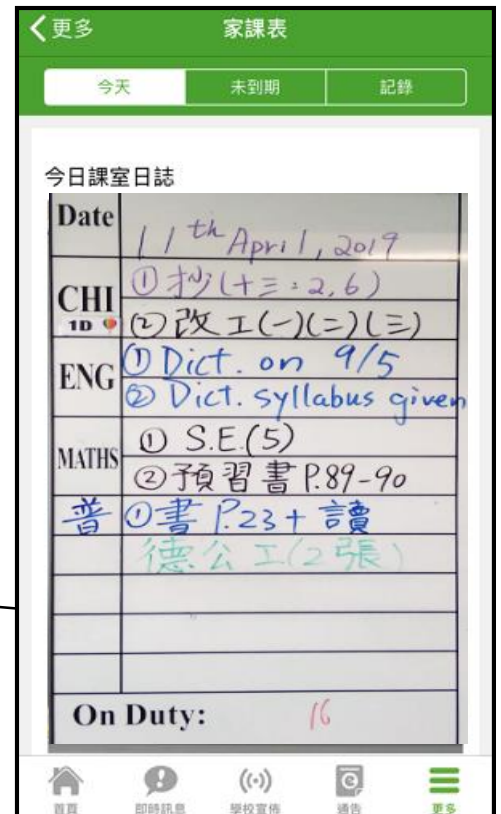 更多
家課表
今天 未到期 記錄
今日課室日誌
Date 11th April, 2019
CHI ① 抄(十三:2,6)
1D ② 改工(一)(二)(三)
ENG ① Dict. on 9/5
② Dict. syllabus given
MATHS ① S.E.(5)
② 預習書 P.89-90
普 ① 書 P.23 + 讀
德公工(2張)
On Duty: 16
首頁 即時訊息 學校宣佈 通告 更多